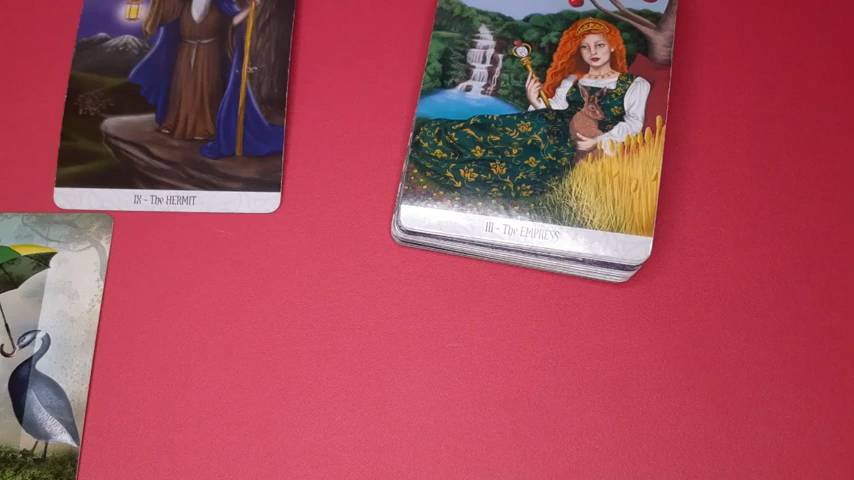 IX - The HERMIT
III - The EMPRESS